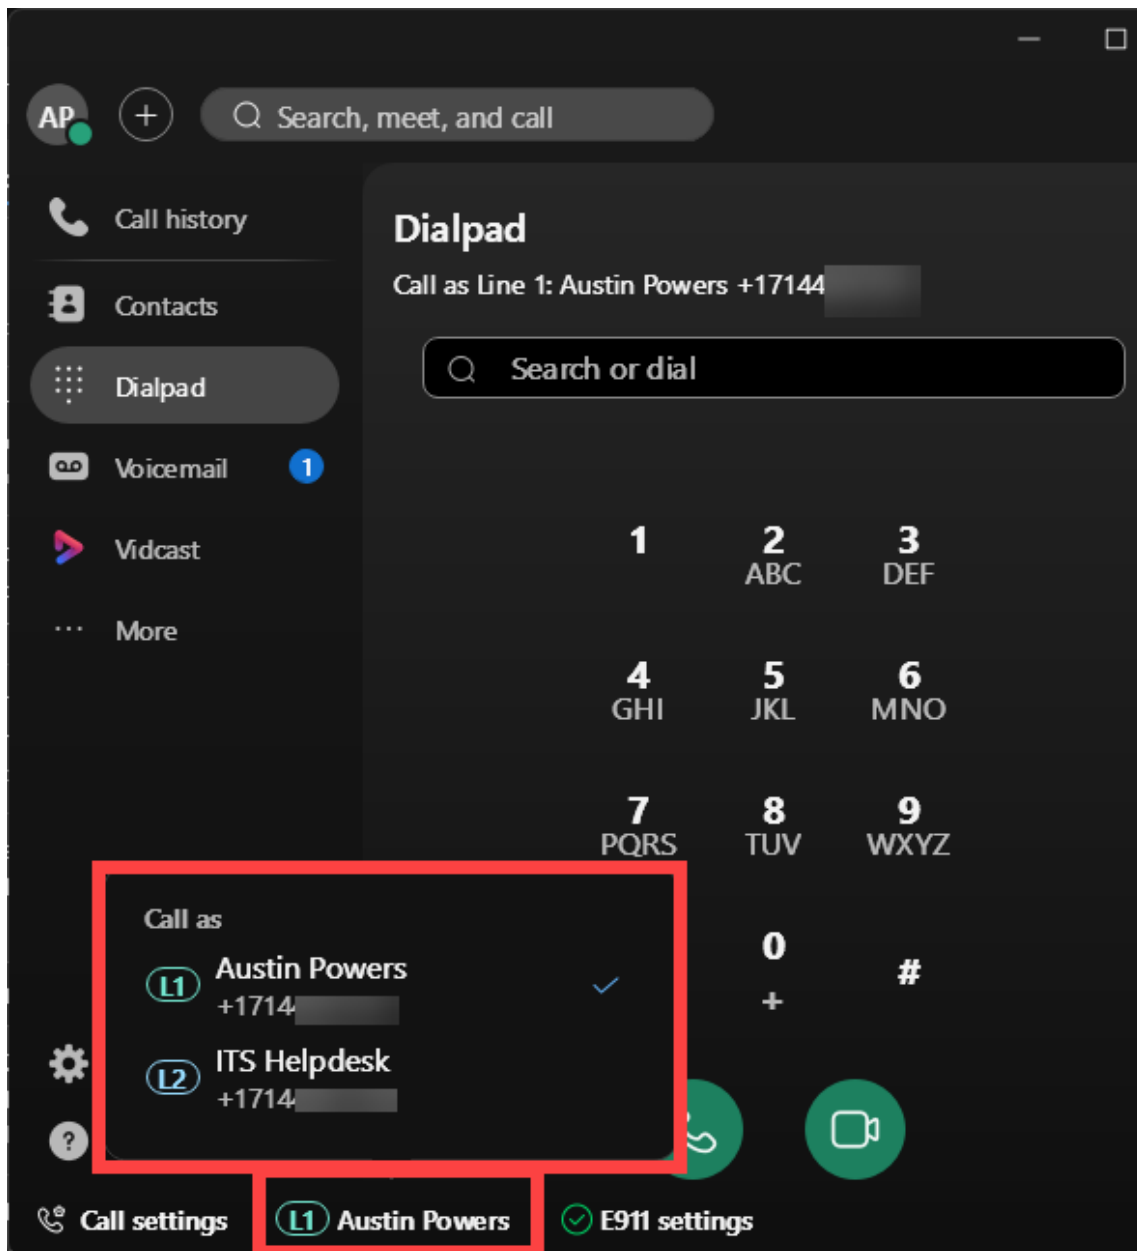 AP
Search, meet, and call
Call history
Contacts
Dialpad
Voicemail 1
Vidcast
More
Dialpad
Call as Line 1: Austin Powers +17144
Search or dial
1 2 3
ABC DEF
4 5 6
GHI JKL MNO
7 8 9
PQRS TUV WXYZ
0 #
+
Call as
L1 Austin Powers
+1714
L2 ITS Helpdesk
+1714
?
Call settings L1 Austin Powers E911 settings